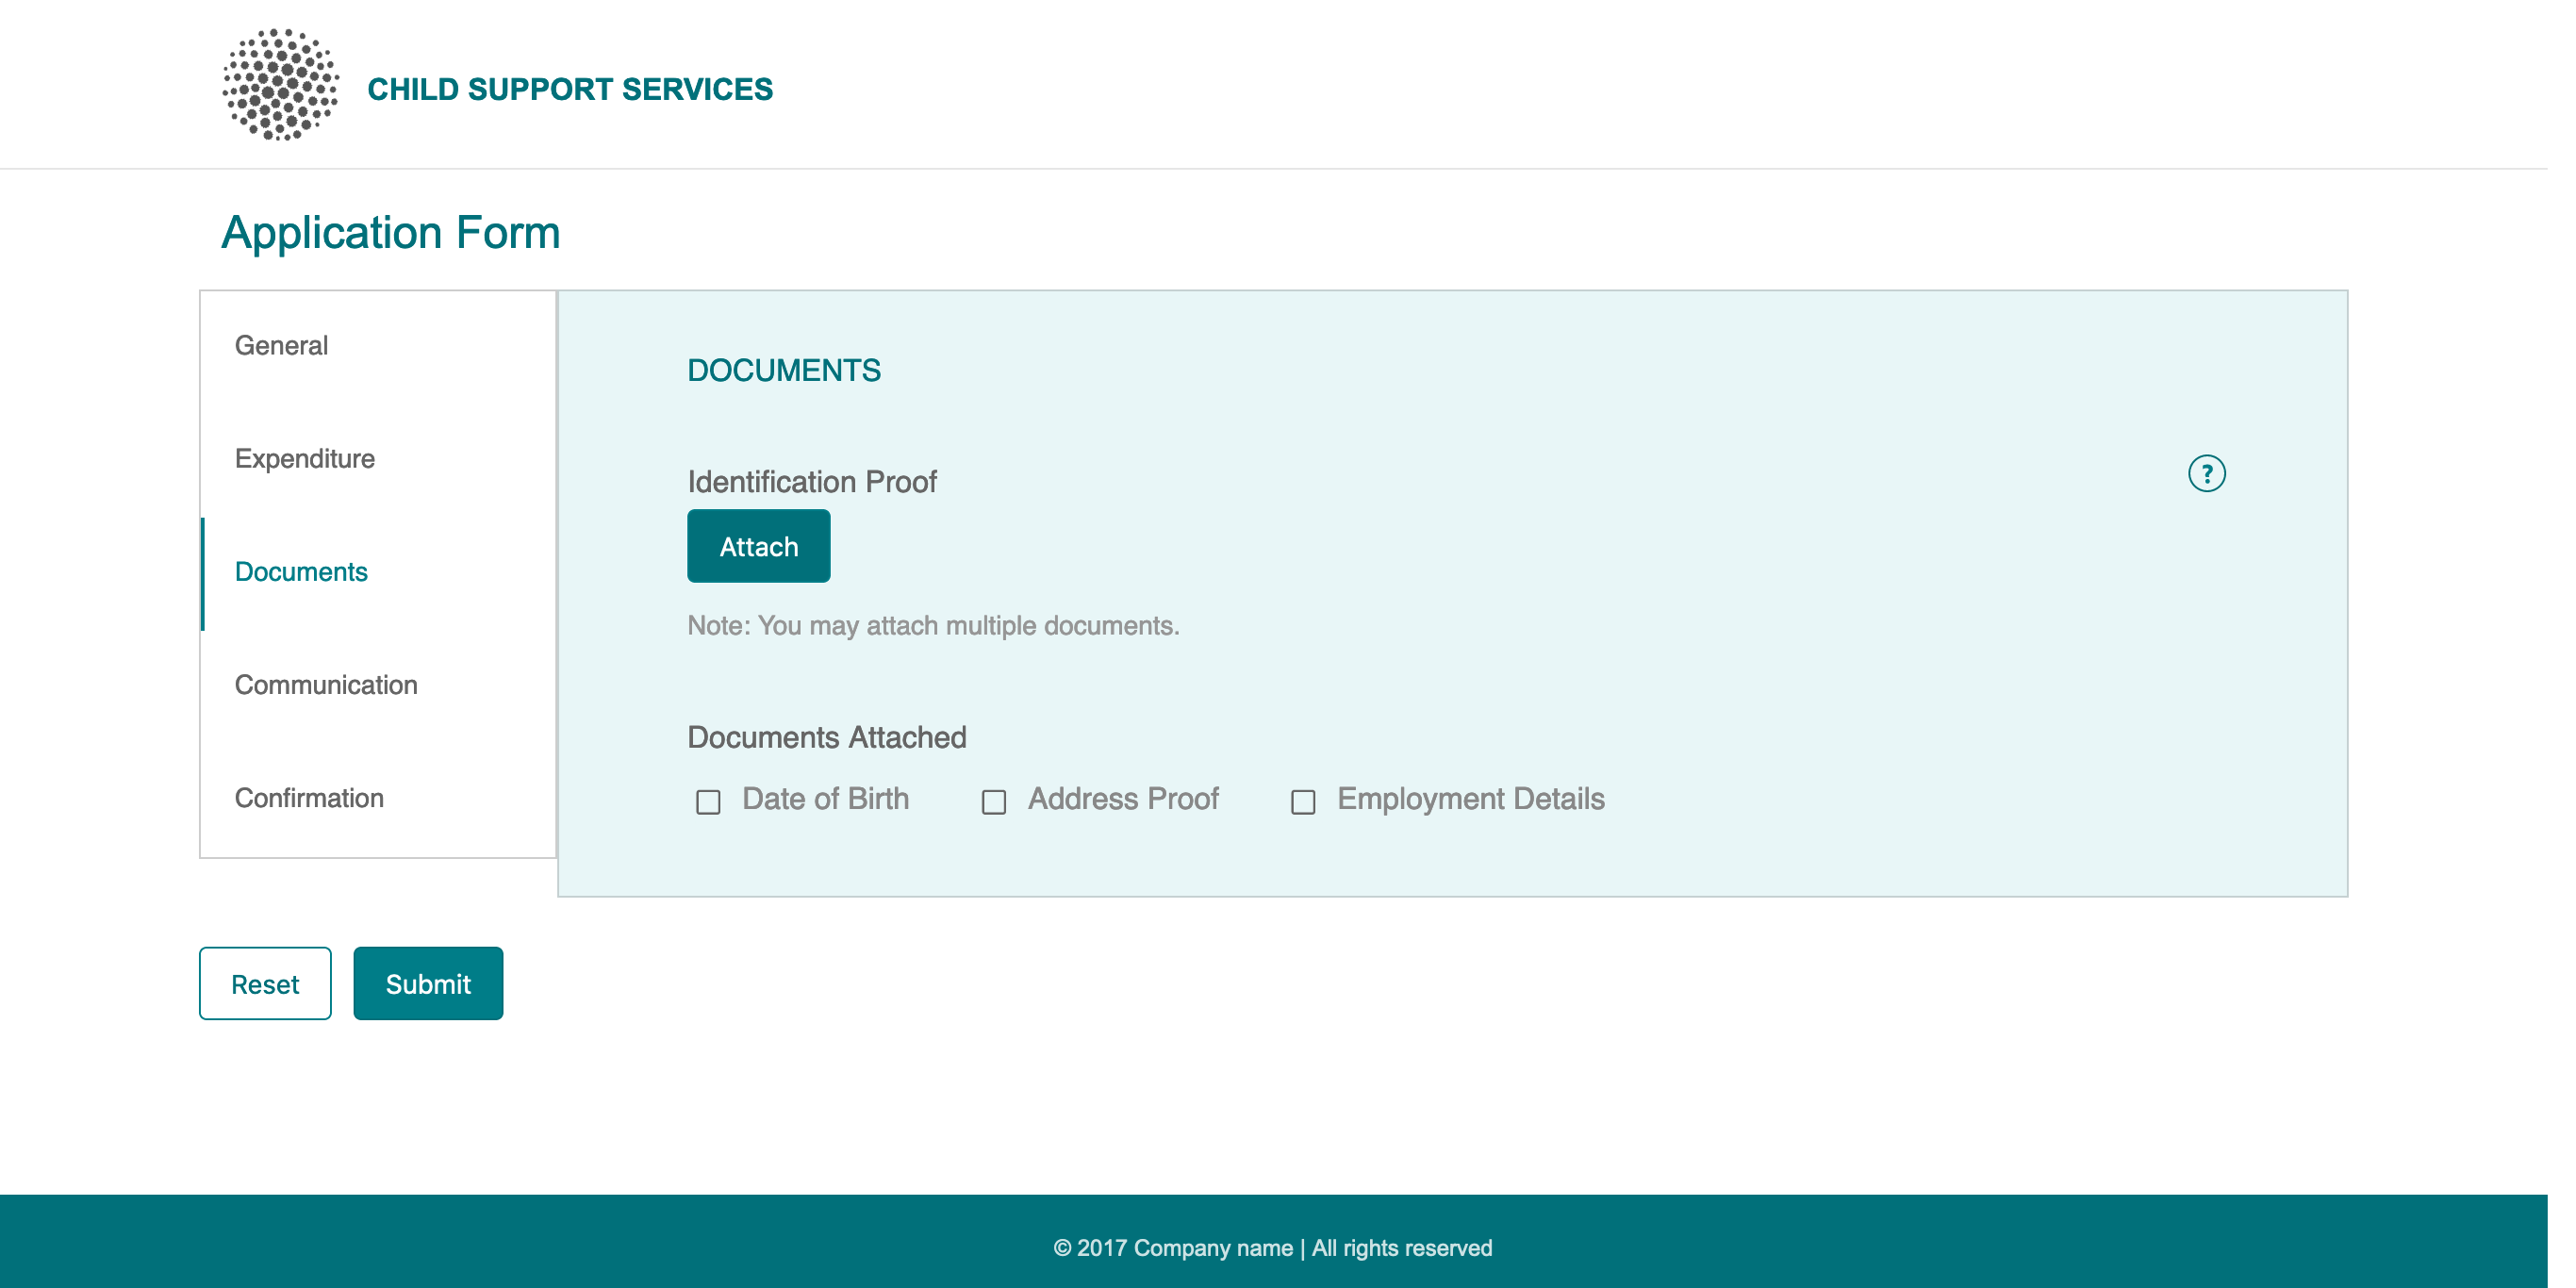 CHILD SUPPORT SERVICES
Application Form
General
Expenditure
Documents
Communication
Confirmation
DOCUMENTS
Identification Proof
?
Attach
Note: You may attach multiple documents.
Documents Attached
Date of Birth Address Proof Employment Details
Reset Submit
© 2017 Company name | All rights reserved